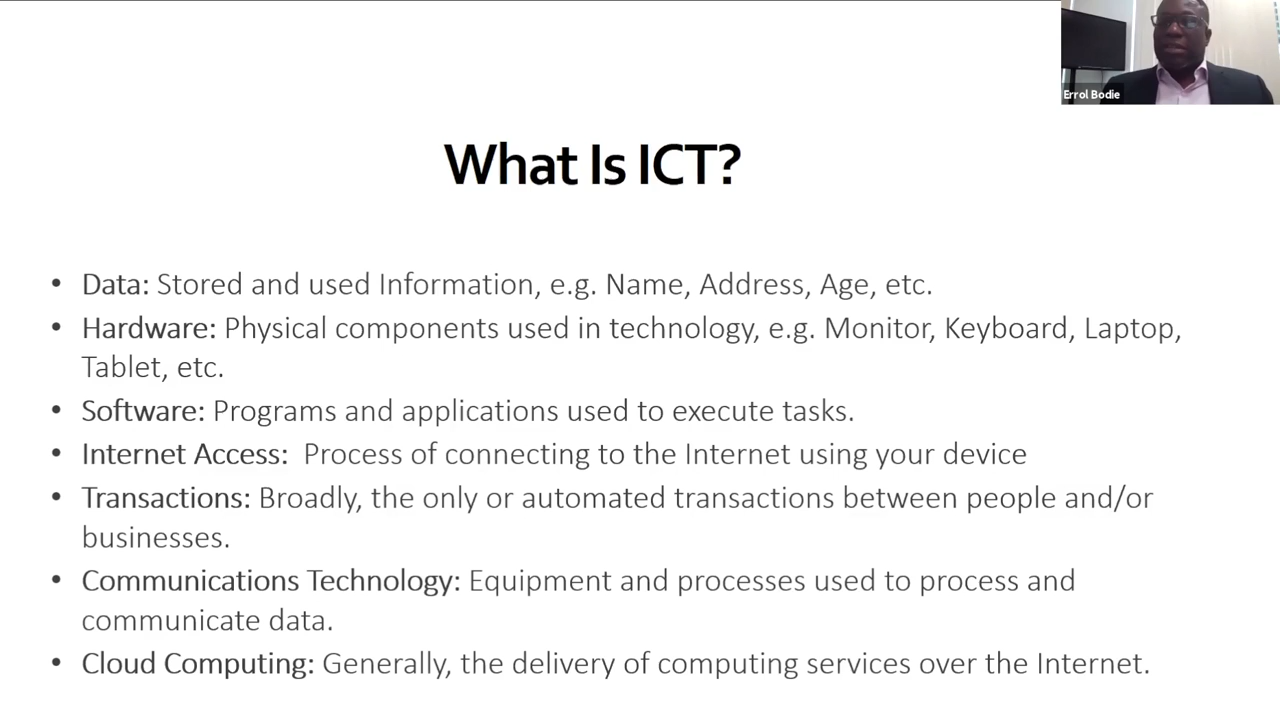 Errol Bodie
What Is ICT?
• Data: Stored and used Information, e.g. Name, Address, Age, etc.
• Hardware: Physical components used in technology, e.g. Monitor, Keyboard, Laptop,
Tablet, etc.
• Software: Programs and applications used to execute tasks.
• Internet Access:  Process of connecting to the Internet using your device
• Transactions: Broadly, the only or automated transactions between people and/or
businesses.
• Communications Technology: Equipment and processes used to process and
communicate data.
• Cloud Computing: Generally, the delivery of computing services over the Internet.